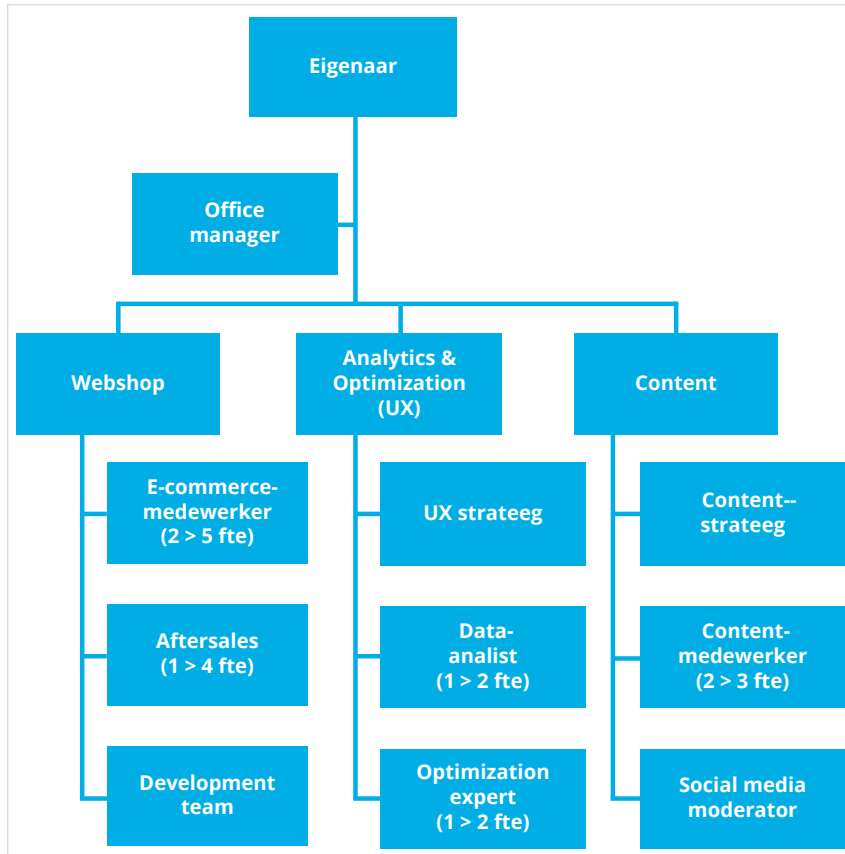 Eigenaar
Office
manager
Webshop
Analytics &
Optimization
(UX)
Content
E-commerce-
medewerker
(2 > 5 fte)
UX strateeg
Content--
strateeg
Aftersales
(1 > 4 fte)
Data-
analist
(1 > 2 fte)
Content-
medewerker
(2 > 3 fte)
Development
team
Optimization
expert
(1 > 2 fte)
Social media
moderator